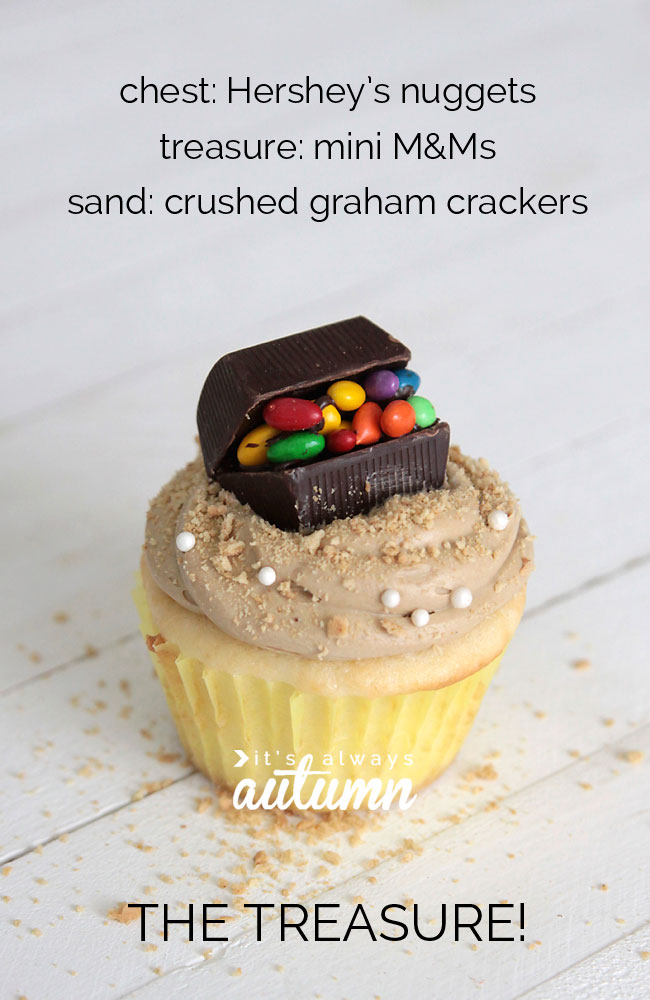 chest: Hershey’s nuggets
treasure: mini M&Ms
sand: crushed graham crackers
it's always
autumn
THE TREASURE!